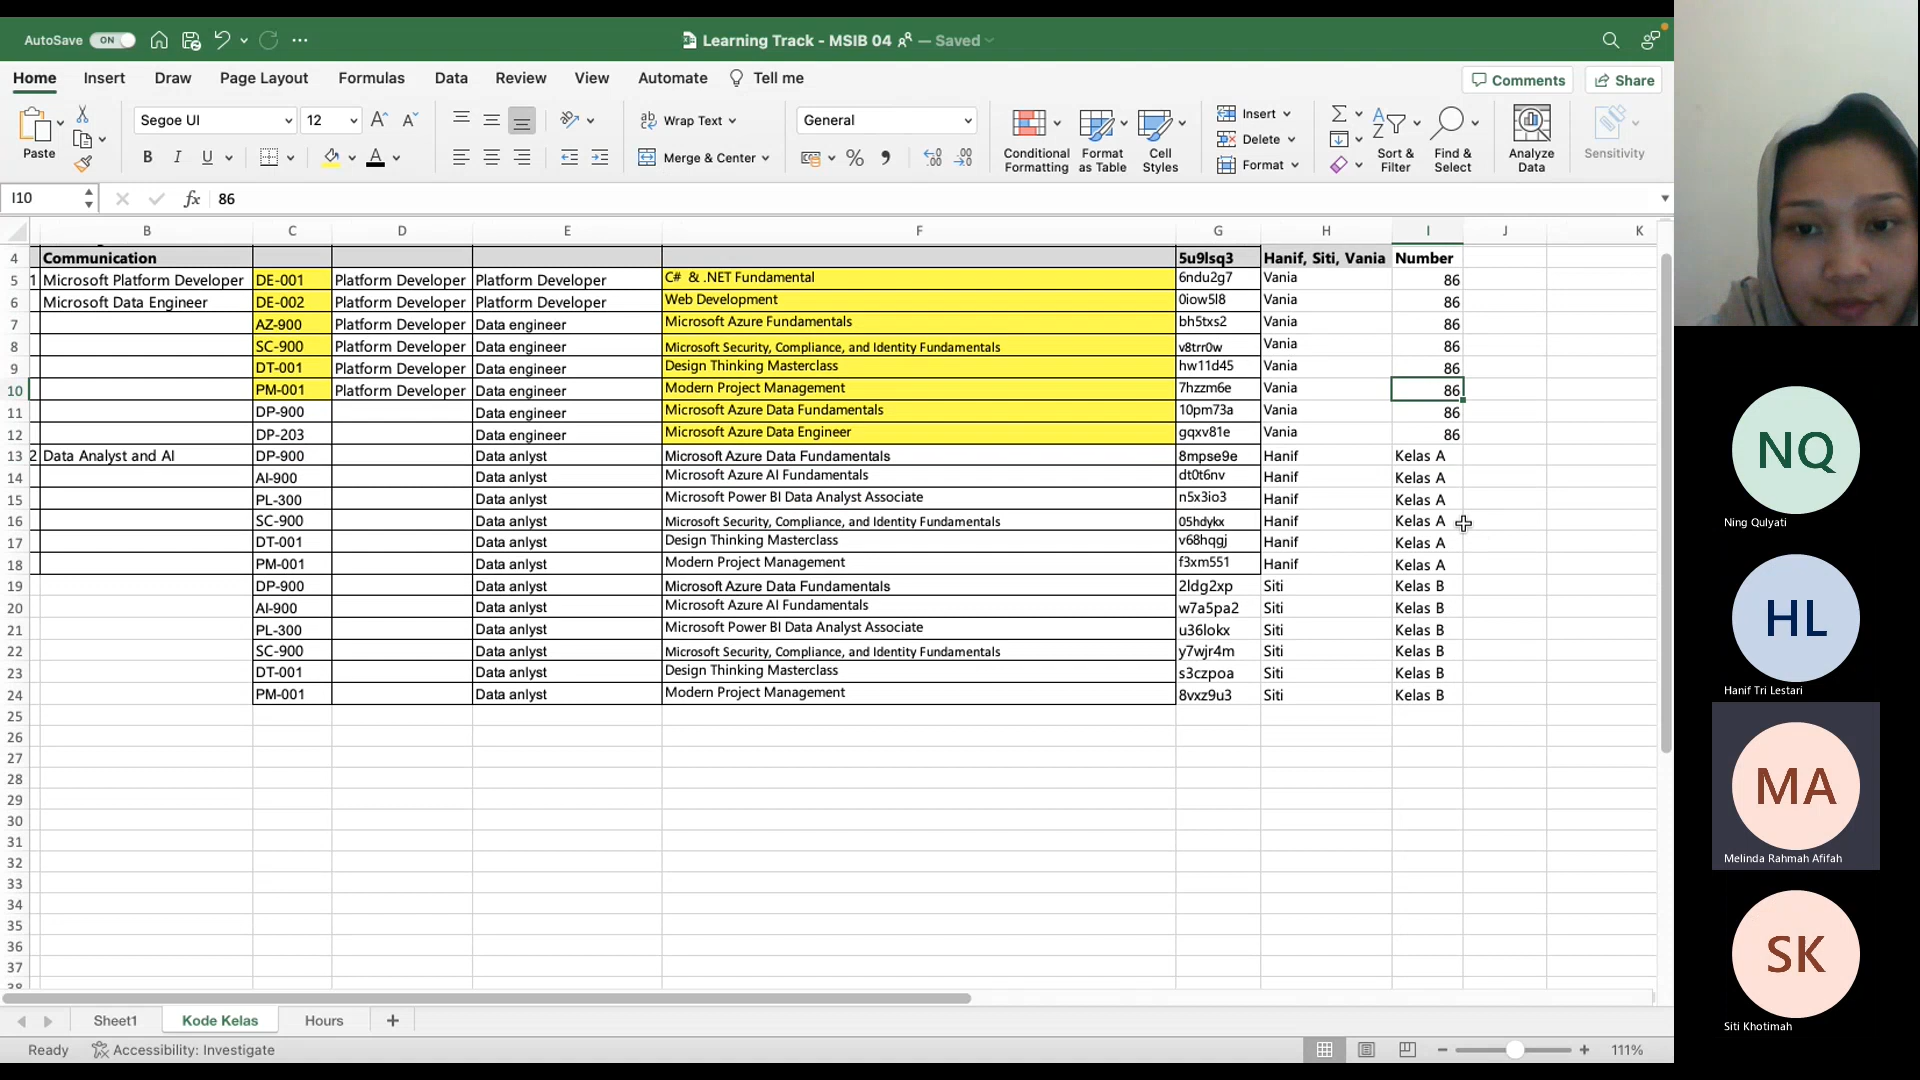 AutoSave ON Learning Track - MSIB 04 — Saved
Home Insert Draw Page Layout Formulas Data Review View Automate Tell me Comments Share
Paste Segoe UI 12 A A B I U A Wrap Text Merge & Center General % Conditional Formatting Format as Table Cell Styles Insert Delete Format Sort & Filter Find & Select Analyze Data Sensitivity
I10 fx 86
B C D E F G H I J K
4 Communication 5u9lsq3 Hanif, Siti, Vania Number
5 1 Microsoft Platform Developer DE-001 Platform Developer Platform Developer C# & .NET Fundamental 6ndu2g7 Vania 86
6 Microsoft Data Engineer DE-002 Platform Developer Platform Developer Web Development 0iow5l8 Vania 86
7 AZ-900 Platform Developer Data engineer Microsoft Azure Fundamentals bh5txs2 Vania 86
8 SC-900 Platform Developer Data engineer Microsoft Security, Compliance, and Identity Fundamentals v8trr0w Vania 86
9 DT-001 Platform Developer Data engineer Design Thinking Masterclass hw11d45 Vania 86
10 PM-001 Platform Developer Data engineer Modern Project Management 7hzzm6e Vania 86
11 DP-900 Data engineer Microsoft Azure Data Fundamentals 10pm73a Vania 86
12 DP-203 Data engineer Microsoft Azure Data Engineer gqxv81e Vania 86
13 2 Data Analyst and AI DP-900 Data anlyst Microsoft Azure Data Fundamentals 8mpse9e Hanif Kelas A
14 AI-900 Data anlyst Microsoft Azure AI Fundamentals dt0t6nv Hanif Kelas A
15 PL-300 Data anlyst Microsoft Power BI Data Analyst Associate n5x3io3 Hanif Kelas A
16 SC-900 Data anlyst Microsoft Security, Compliance, and Identity Fundamentals 05hdykx Hanif Kelas A
17 DT-001 Data anlyst Design Thinking Masterclass v68hqgj Hanif Kelas A
18 PM-001 Data anlyst Modern Project Management f3xm551 Hanif Kelas A
19 DP-900 Data anlyst Microsoft Azure Data Fundamentals 2ldg2xp Siti Kelas B
20 AI-900 Data anlyst Microsoft Azure AI Fundamentals w7a5pa2 Siti Kelas B
21 PL-300 Data anlyst Microsoft Power BI Data Analyst Associate u36lokx Siti Kelas B
22 SC-900 Data anlyst Microsoft Security, Compliance, and Identity Fundamentals y7wjr4m Siti Kelas B
23 DT-001 Data anlyst Design Thinking Masterclass s3czpoa Siti Kelas B
24 PM-001 Data anlyst Modern Project Management 8vxz9u3 Siti Kelas B
25
26
27
28
29
30
31
32
33
34
35
36
37
38
Sheet1 Kode Kelas Hours +
Ready Accessibility: Investigate 111%
NQ
Ning Qulyati
HL
Hanif Tri Lestari
MA
Melinda Rahmah Afifah
SK
Siti Khotimah